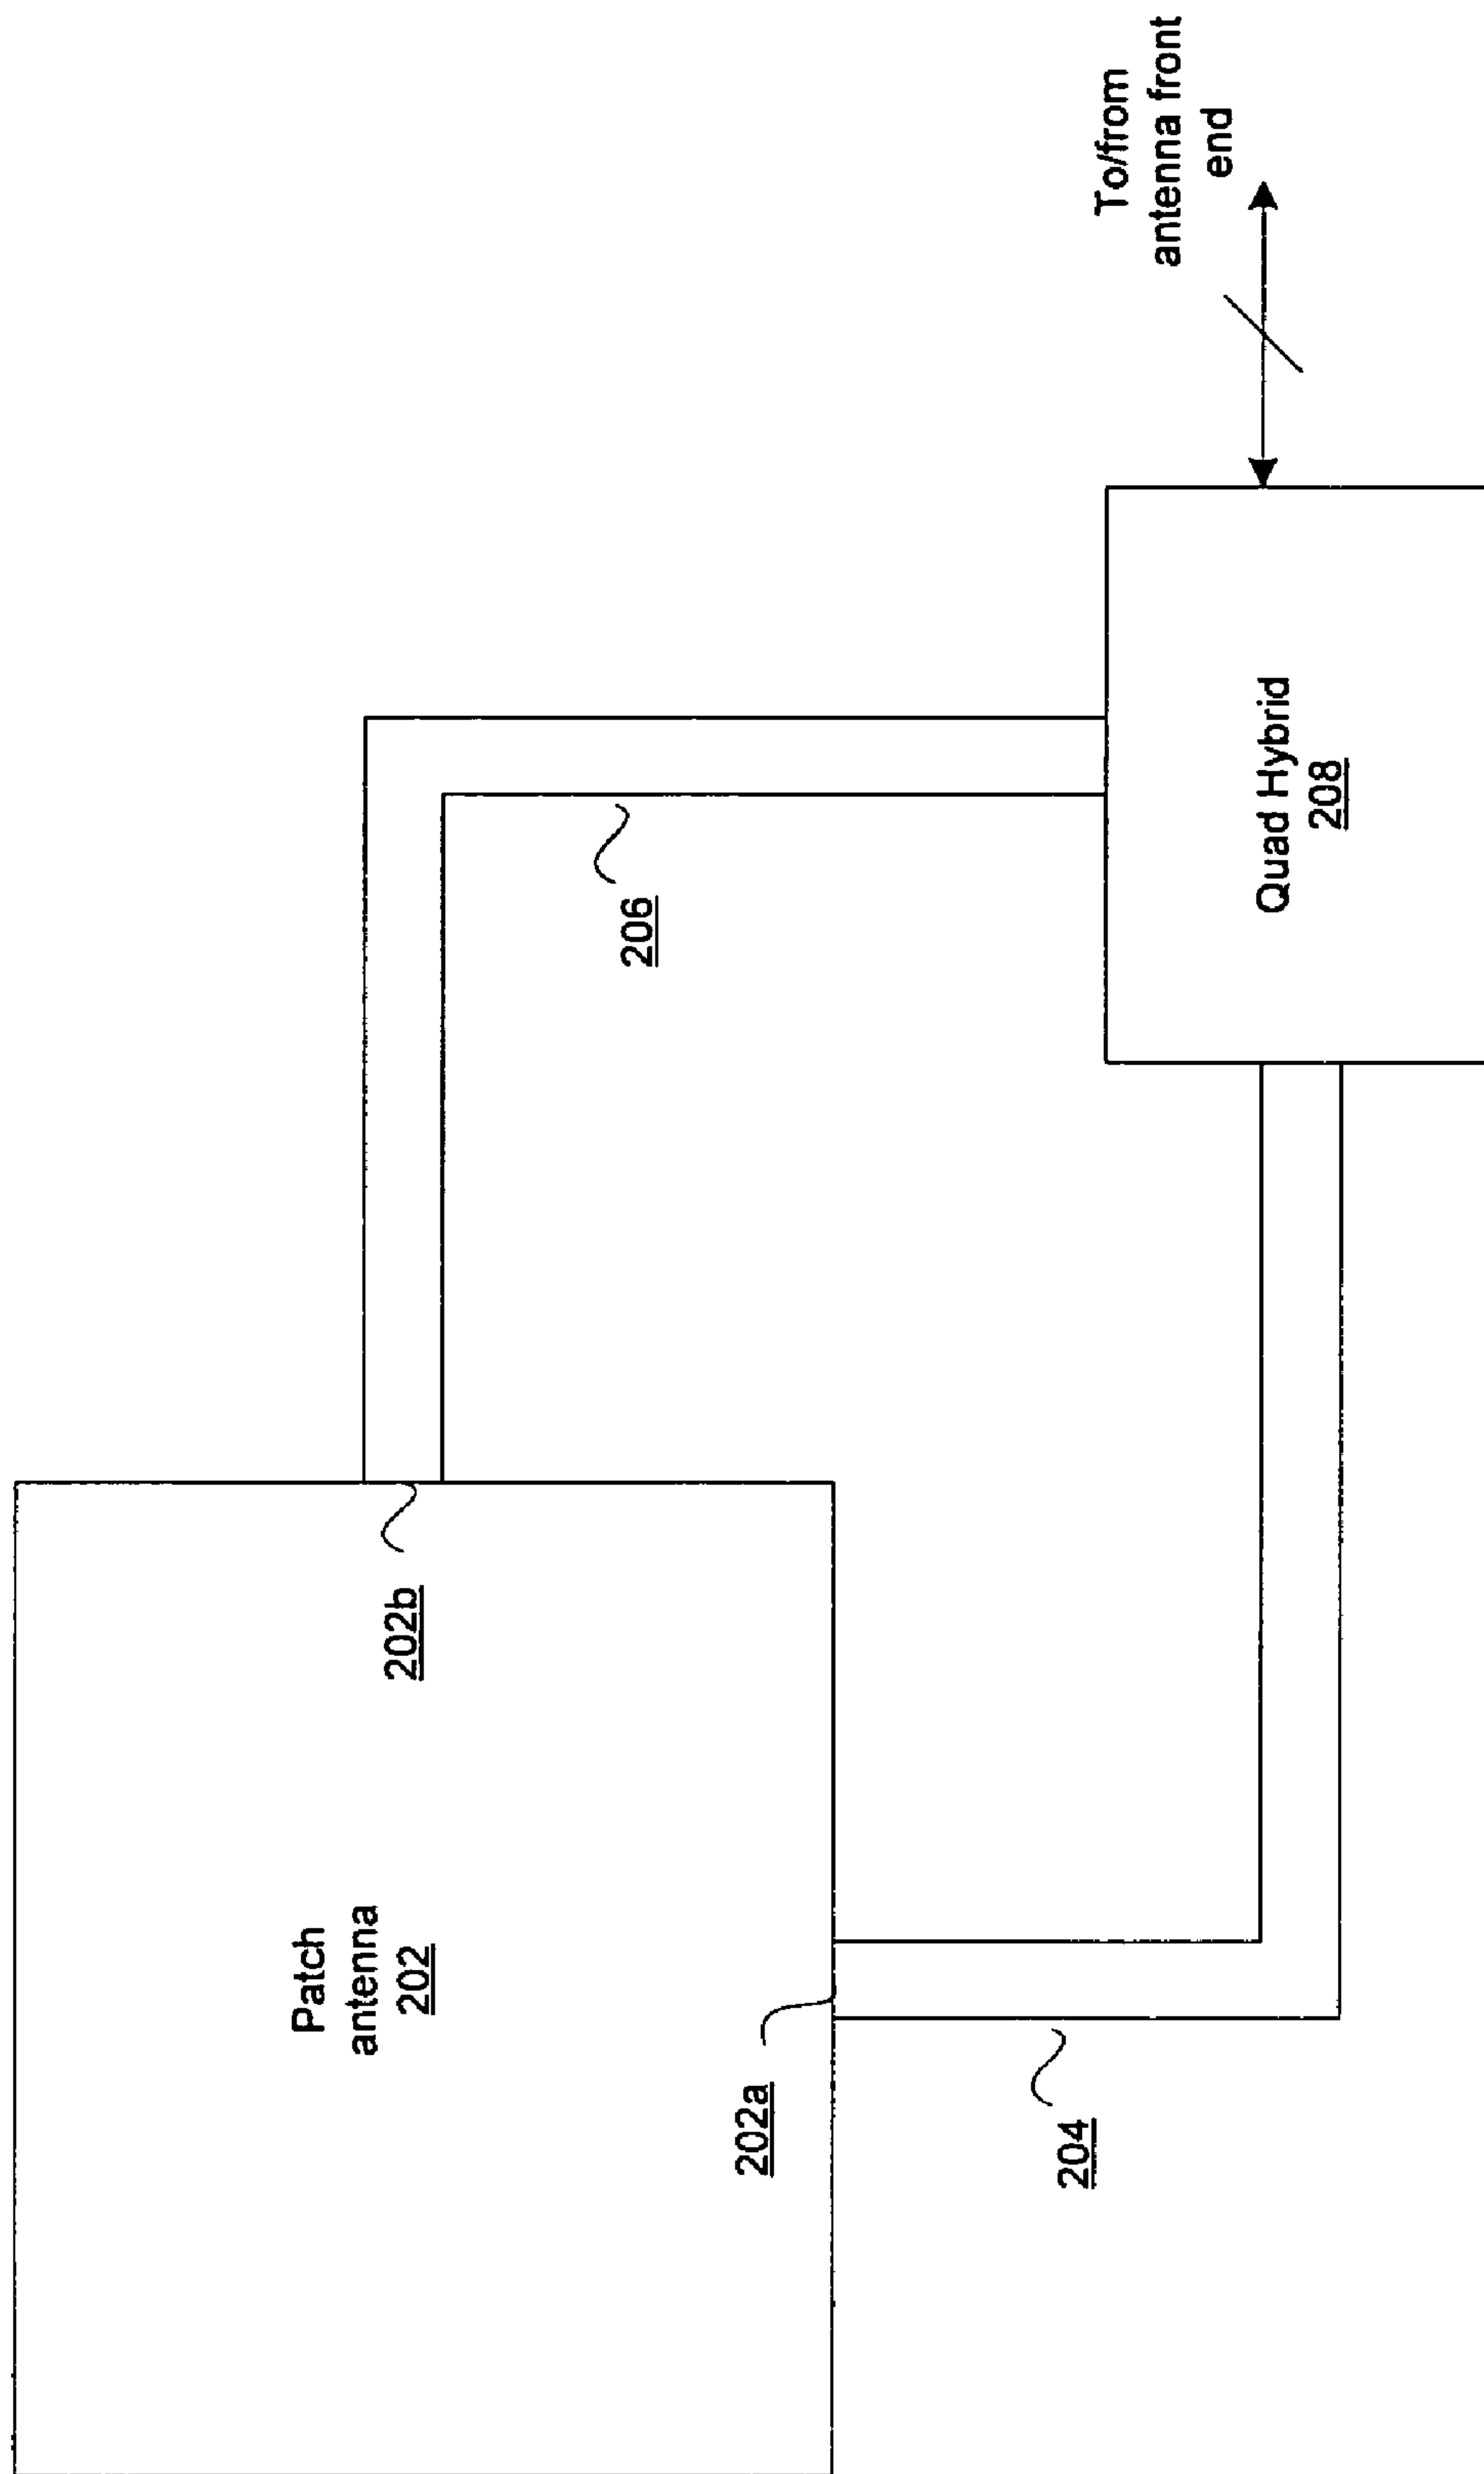 Patch
antenna
202
202b
202a
204
206
Quad Hybrid
208
To/from
antenna front
end